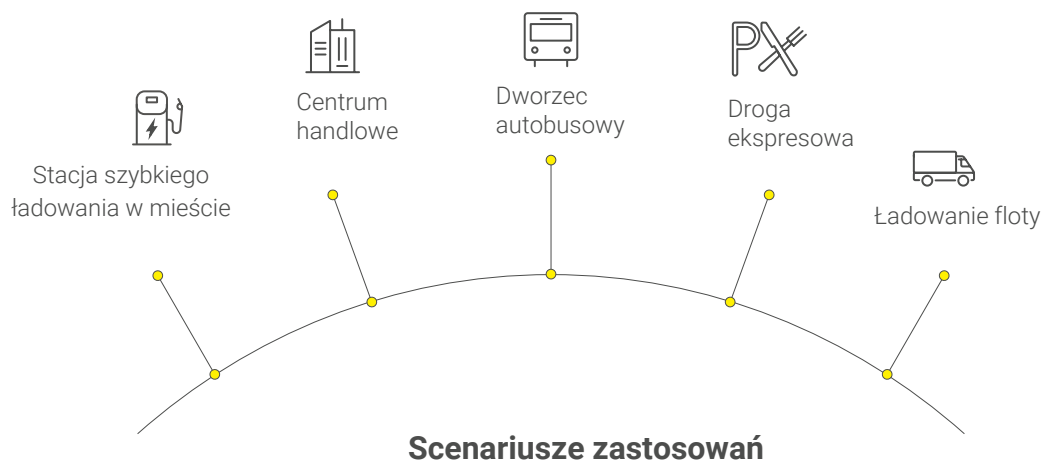 Stacja szybkiego
ładowania w mieście
Centrum
handlowe
Dworzec
autobusowy
Droga
ekspresowa
Ładowanie floty
Scenariusze zastosowań